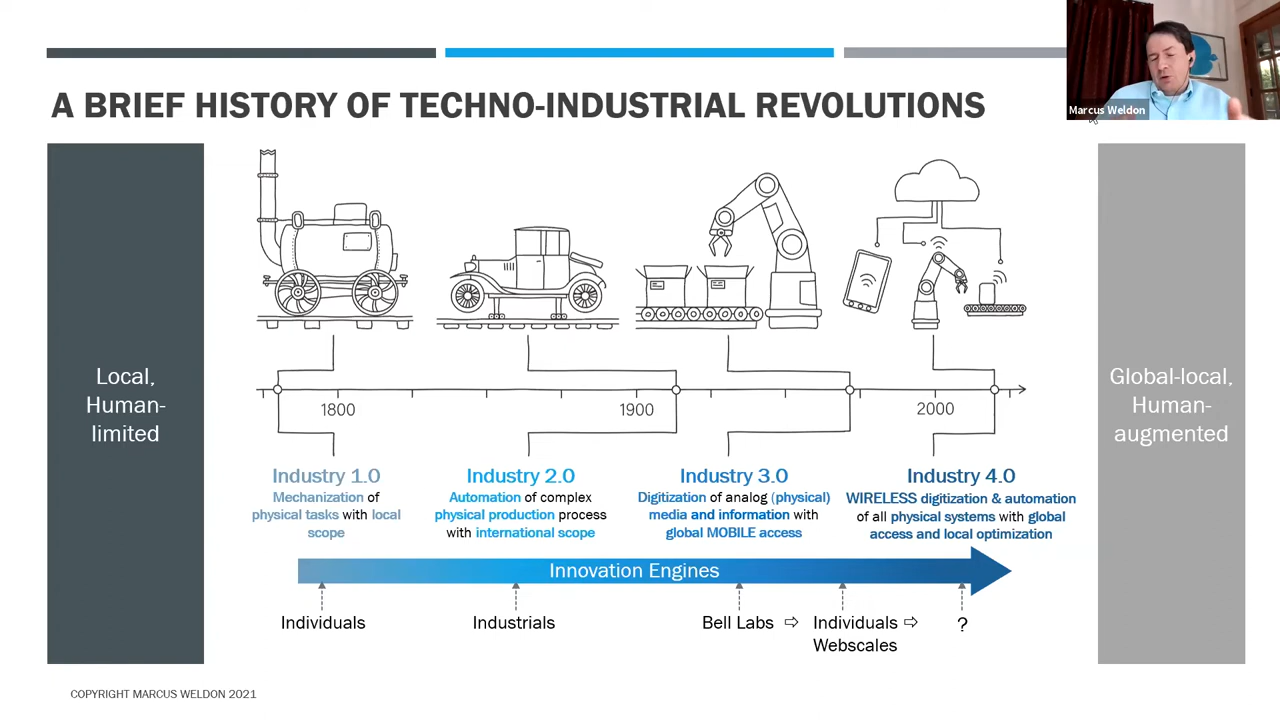 A BRIEF HISTORY OF TECHNO-INDUSTRIAL REVOLUTIONS
Marcus Weldon
Local,
Human-
limited
Global-local,
Human-
augmented
1800
1900
2000
Industry 1.0
Mechanization of
physical tasks with local
scope
Industry 2.0
Automation of complex
physical production process
with international scope
Industry 3.0
Digitization of analog (physical)
media and information with
global MOBILE access
Industry 4.0
WIRELESS digitization & automation
of all physical systems with global
access and local optimization
Innovation Engines
Individuals
Industrials
Bell Labs ⇨ Individuals ⇨ ?
Webscales
COPYRIGHT MARCUS WELDON 2021